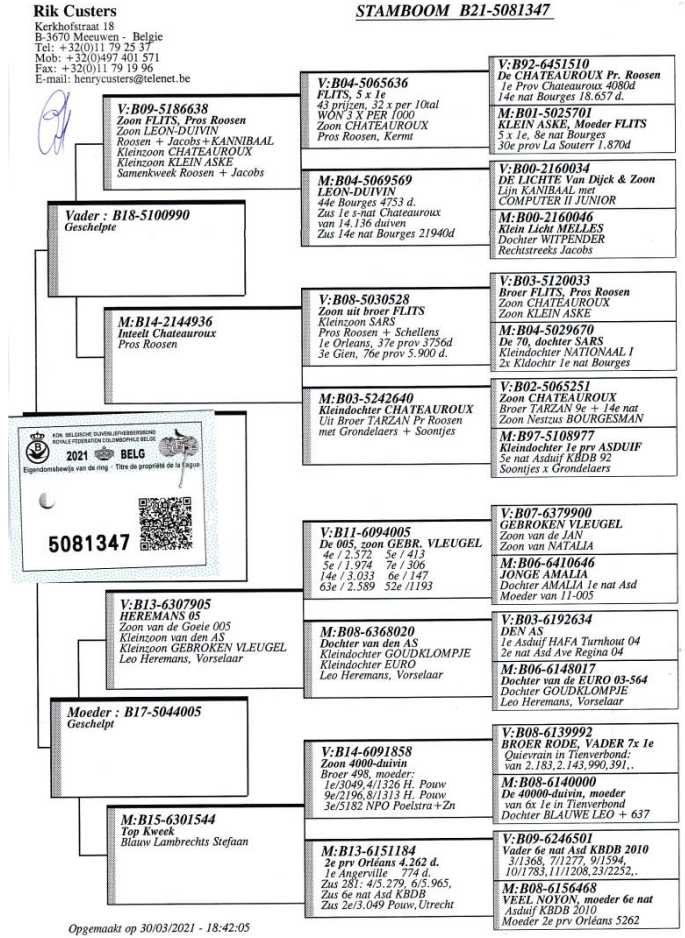 Rik Custers
Kerkhofstraat 18
B-3670 Meeuwen - Belgie
Tel: +32(0)11 79 25 37
Mob: +32(0)497 401 571
Fax: +32(0)11 79 19 96
E-mail: henrycusters@telenet.be
STAMBOOM B21-5081347
V:B09-5186638
Zoon FLITS, Pros Roosen
Zoon LEON-DUIVIN
Roosen + Jacobs+KANNIBAAL
Kleinzoon CHATEAUROUX
Kleinzoon KLEIN ASKE
Samenkweek Roosen + Jacobs
Vader : B18-5100990
Geschelpte
M:B14-2144936
Inteelt Chateauroux
Pros Roosen
V:B04-5065636
FLITS, 5 x 1e
43 prijzen, 32 x per 10tal
WON 3 X PER 1000
Zoon CHATEAUROUX
Pros Roosen, Kermt
M:B04-5069569
LEON-DUIVIN
44e Bourges 4753 d.
Zus 1e s-nat Chateauroux
van 14.136 duiven
Zus 14e nat Bourges 21940d
V:B08-5030528
Zoon uit broer FLITS
Kleinzoon SARS
Pros Roosen + Schellens
1e Orleans, 37e prov 3756d
3e Gien, 76e prov 5.900 d.
M:B03-5242640
Kleindochter CHATEAUROUX
Uit Broer TARZAN Pr Roosen
met Grondelaers + Soontjes
V:B92-6451510
De CHATEAUROUX Pr. Roosen
1e Prov Chateauroux 4080d
14e nat Bourges 18.657 d.
M:B01-5025701
KLEIN ASKE, Moeder FLITS
5 x 1e, 8e nat Bourges
30e prov La Souterr 1.870d
V:B00-2160034
DE LICHTE Van Dijck & Zoon
Lijn KANIBAAL met
COMPUTER II JUNIOR
M:B00-2160046
Klein Licht MELLES
Dochter WITPENDER
Rechtstreeks Jacobs
V:B03-5120033
Broer FLITS, Pros Roosen
Zoon CHATEAUROUX
Zoon KLEIN ASKE
M:B04-5029670
De 70, dochter SARS
Kleindochter NATIONAAL I
2x Kldochtr 1e nat Bourges
V:B02-5065251
Zoon CHATEAUROUX
Broer TARZAN 9e + 14e nat
Zoon Nestzus BOURGESMAN
M:B97-5108977
Kleindochter 1e prv ASDUIF
5e nat Asduif KBDB 92
Soontjes x Grondelaers
KON. BELGISCHE DUIVENLIEFHEBBERSBOND
ROYALE FÉDÉRATION COLOMBOPHILE BELGE
B
2021 BELG
Eigendomsbewijs van de ring - Titre de propriété de la bague
5081347
V:B13-6307905
HEREMANS 05
Zoon van de Goeie 005
Kleinzoon van den AS
Kleinzoon GEBROKEN VLEUGEL
Leo Heremans, Vorselaar
Moeder : B17-5044005
Geschelpt
M:B15-6301544
Top Kweek
Blauw Lambrechts Stefaan
V:B11-6094005
De 005, zoon GEBR. VLEUGEL
4e / 2.572 5e / 413
5e / 1.974 7e / 306
14e / 3.033 6e / 147
63e / 2.589 52e /1193
M:B08-6368020
Dochter van den AS
Kleindochter GOUDKLOMPJE
Kleindochter EURO
Leo Heremans, Vorselaar
V:B14-6091858
Zoon 4000-duivin
Broer 498, moeder:
1e/3049,4/1326 H. Pouw
9e/2196,8/1313 H. Pouw
3e/5182 NPO Poelstra+Zn
M:B13-6151184
2e prv Orléans 4.262 d.
1e Angerville 774 d.
Zus 281: 4/5.279, 6/5.965,
Zus 6e nat Asd KBDB
Zus 2e/3.049 Pouw,Utrecht
V:B07-6379900
GEBROKEN VLEUGEL
Zoon van de JAN
Zoon van NATALIA
M:B06-6410646
JONGE AMALIA
Dochter AMALIA 1e nat Asd
Moeder van 11-005
V:B03-6192634
DEN AS
1e Asduif HAFA Turnhout 04
2e nat Asd Ave Regina 04
M:B06-6148017
Dochter van de EURO 03-564
Dochter GOUDKLOMPJE
Leo Heremans, Vorselaar
V:B08-6139992
BROER RODE, VADER 7x 1e
Quievrain in Tienverbond:
van 2.183,2.143,990,391,.
M:B08-6140000
De 40000-duivin, moeder
van 6x 1e in Tienverbond
Dochter BLAUWE LEO + 637
V:B09-6246501
Vader 6e nat Asd KBDB 2010
3/1368, 7/1277, 9/1594,
10/1783,11/1208,23/2252,.
M:B08-6156468
VEEL NOYON, moeder 6e nat
Asduif KBDB 2010
Moeder 2e prv Orléans 5262
Opgemaakt op 30/03/2021 - 18:42:05